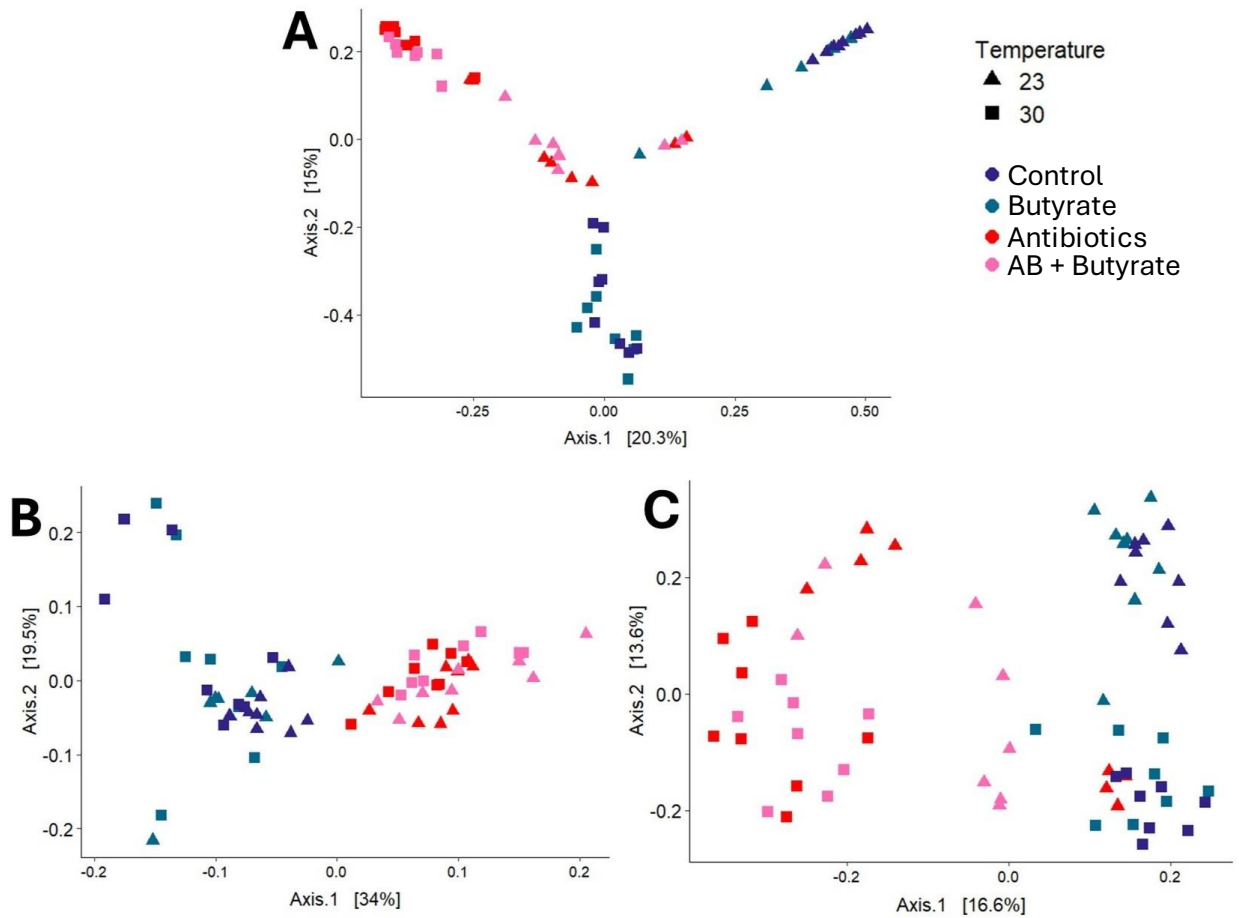 A
0.2
0.0
-0.2
-0.4
Axis.2 [15%]
-0.25 0.00 0.25 0.50
Axis.1 [20.3%]
Temperature
23
30
Control
Butyrate
Antibiotics
AB + Butyrate
B
0.2
0.1
0.0
-0.1
-0.2
Axis.2 [19.5%]
-0.2 -0.1 0.0 0.1 0.2
Axis.1 [34%]
C
0.2
0.0
-0.2
Axis.2 [13.6%]
-0.2 0.0 0.2
Axis.1 [16.6%]